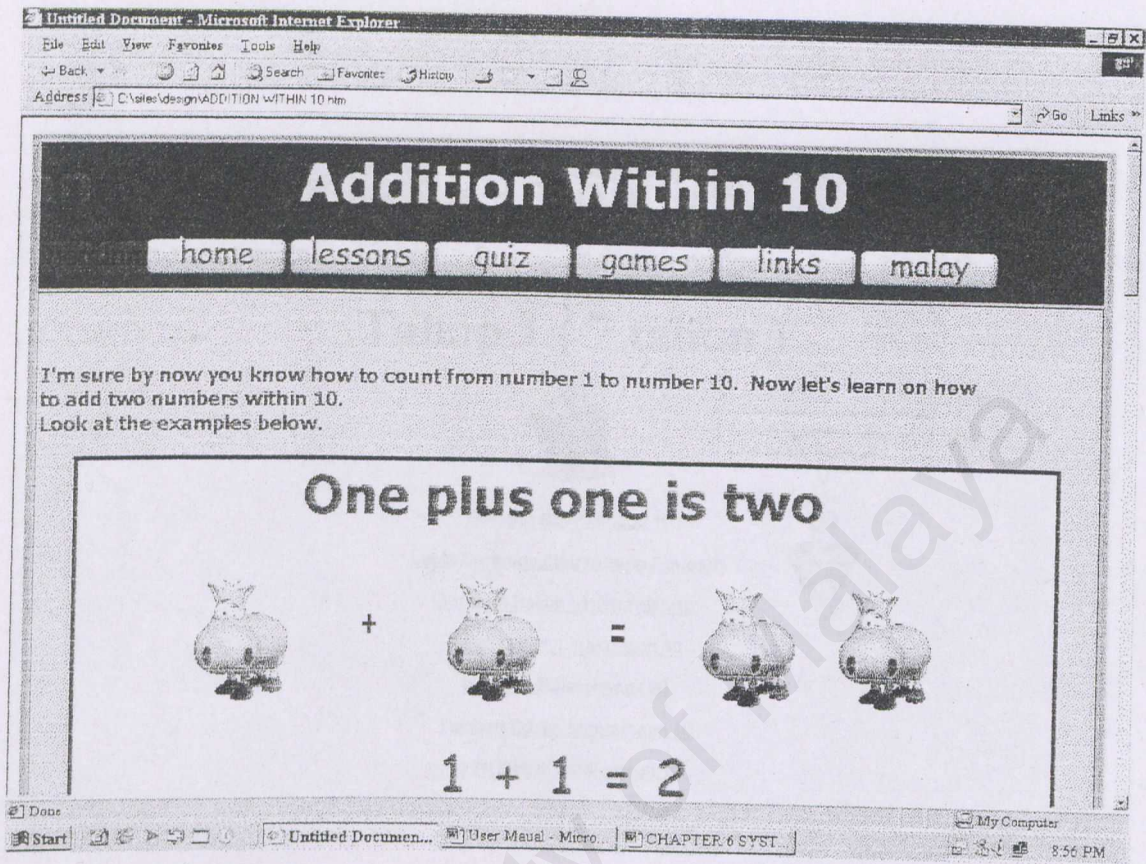 Untitled Document - Microsoft Internet Explorer
File Edit View Favorites Tools Help
Back Search Favorites History
Address C:\sites\design\ADDITION WITHIN 10.htm Go Links »
Addition Within 10
home lessons quiz games links malay
I'm sure by now you know how to count from number 1 to number 10. Now let's learn on how
to add two numbers within 10.
Look at the examples below.
One plus one is two
+ =
1 + 1 = 2
Done My Computer
Start Untitled Documen... User Maual - Micro... CHAPTER 6 SYST... 8:56 PM
of Malaya